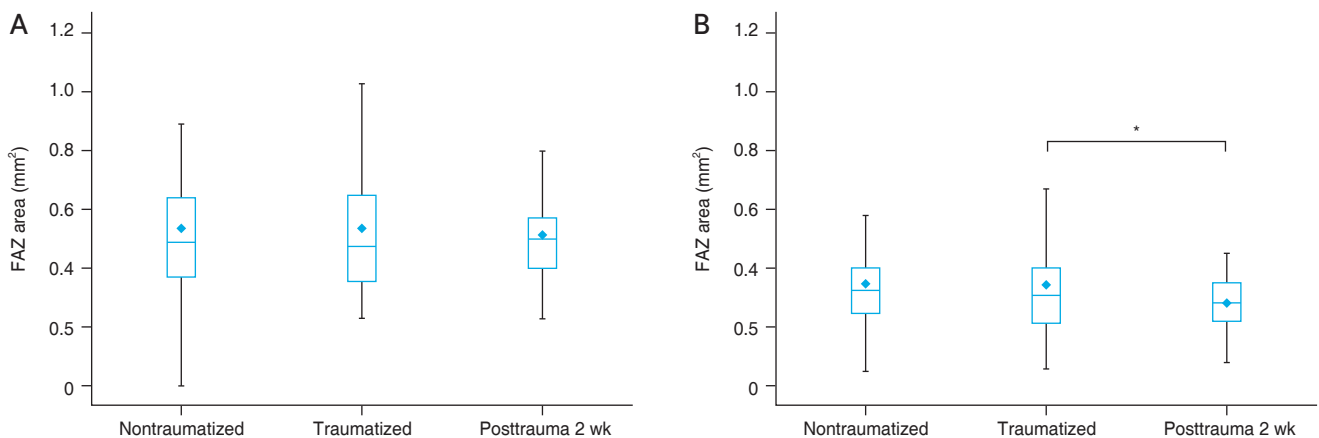 A
1.2
1.0
0.8
0.6
0.4
0.5
0
FAZ area (mm²)
Nontraumatized
Traumatized
Posttrauma 2 wk
B
1.2
1.0
0.8
0.6
0.4
0.5
0
FAZ area (mm²)
*
Nontraumatized
Traumatized
Posttrauma 2 wk